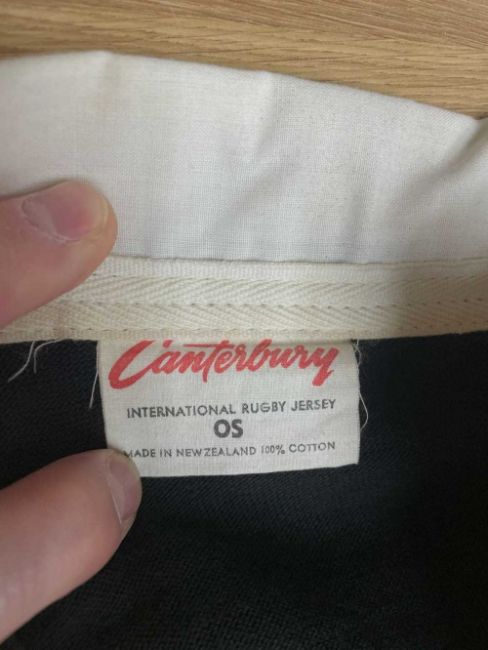 Canterbury
INTERNATIONAL RUGBY JERSEY
OS
MADE IN NEW ZEALAND 100% COTTON